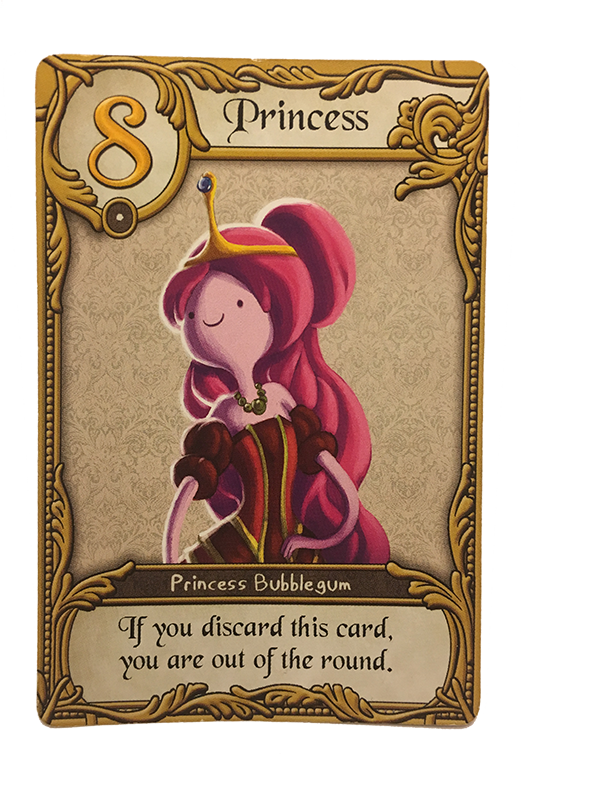 8
Princess
Princess Bubblegum
If you discard this card,
you are out of the round.